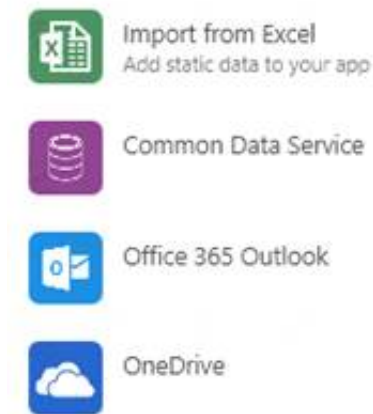 Import from Excel
Add static data to your app
Common Data Service
Office 365 Outlook
OneDrive